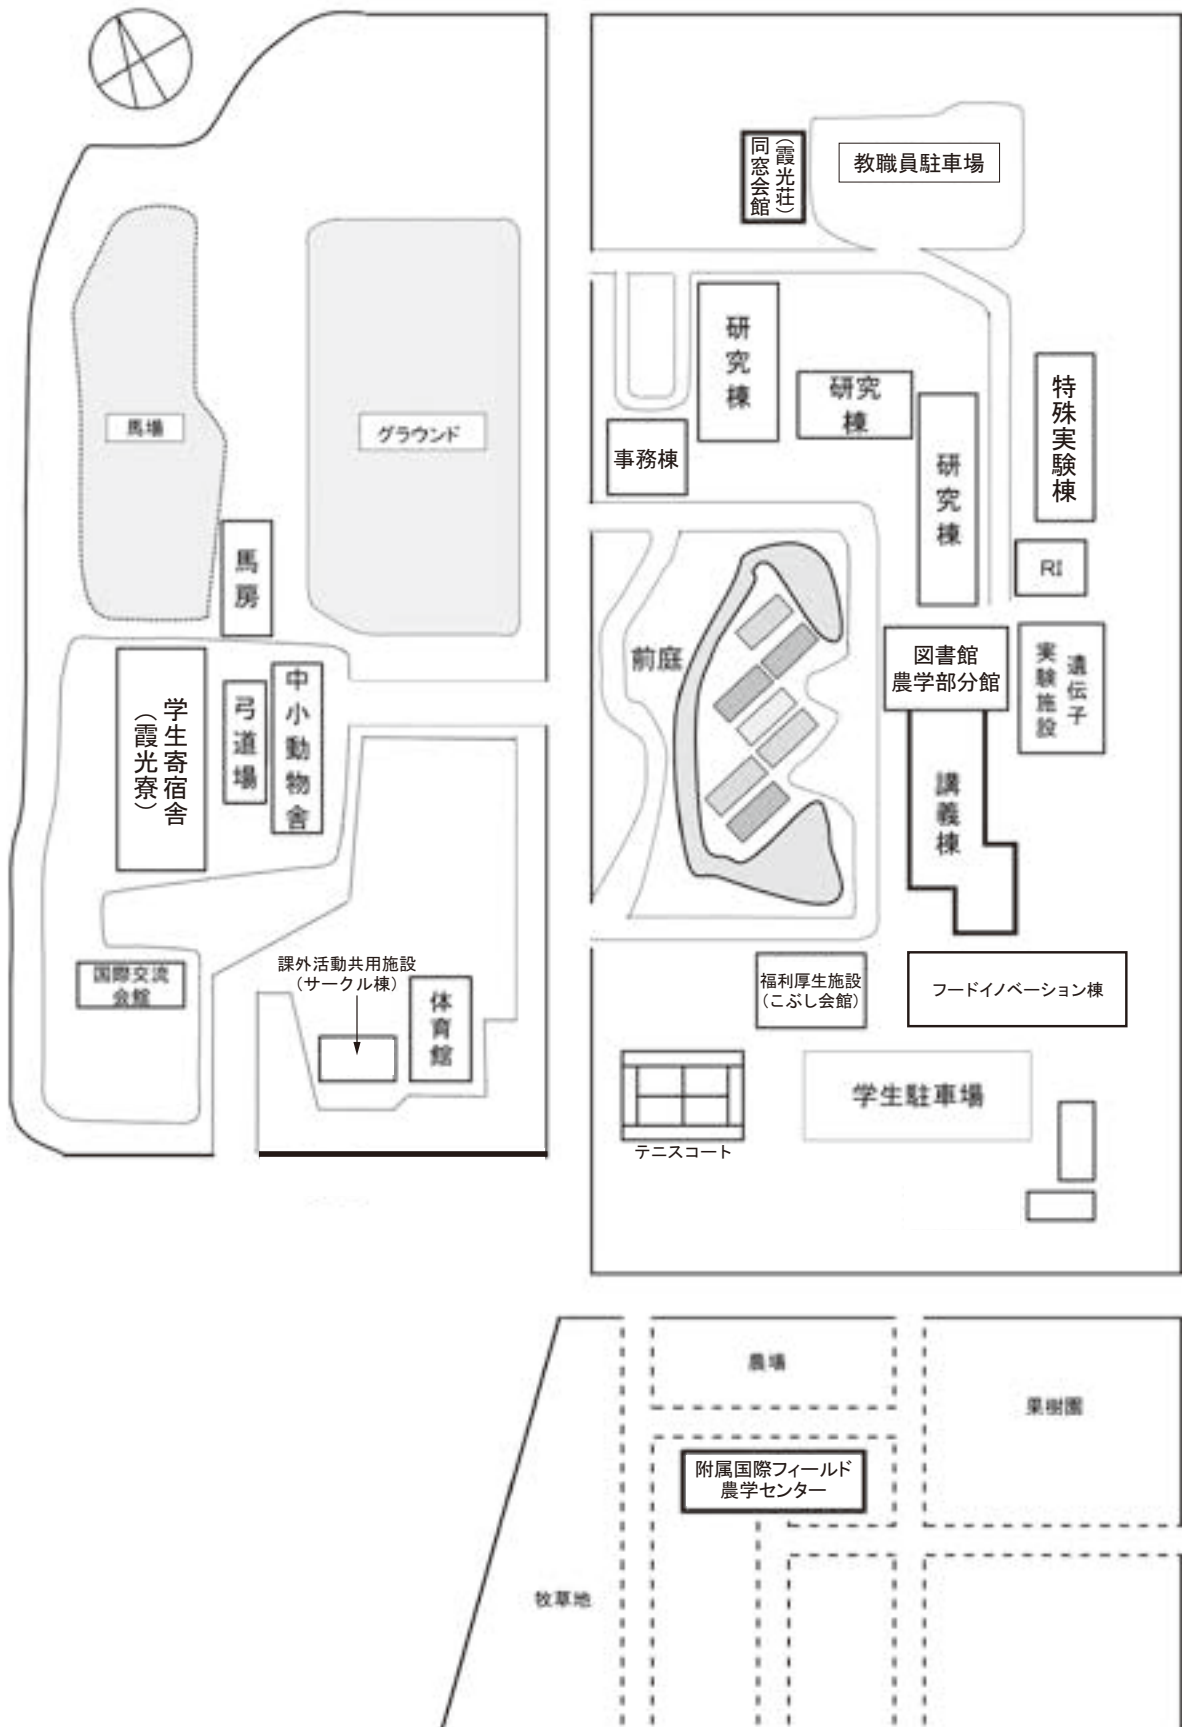 同窓会館
(霞光荘)
教職員駐車場
研究棟
研究
棟
特殊実験棟
馬場
グラウンド
事務棟
研究棟
馬房
RI
前庭
図書館
農学部分館
遺伝子
実験施設
学生寄宿舎
(霞光寮)
弓道場
中小動物舎
講義棟
国際交流
会館
課外活動共用施設
(サークル棟)
体育館
福利厚生施設
(こぶし会館)
フードイノベーション棟
学生駐車場
テニスコート
農場
果樹園
附属国際フィールド
農学センター
牧草地